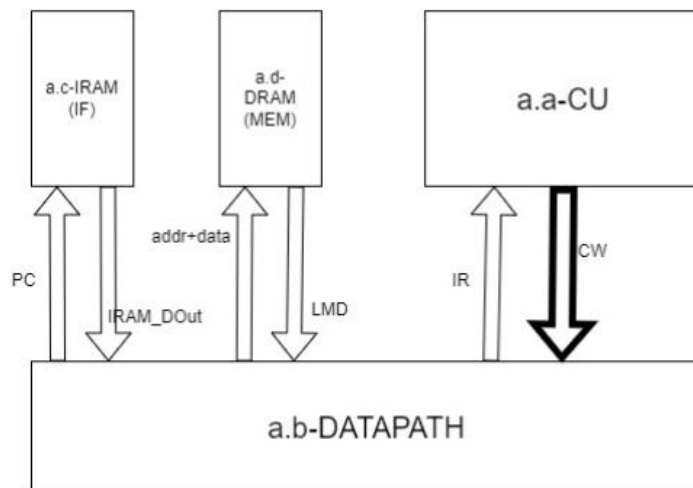 a.c-IRAM
(IF)
a.d-
DRAM
(MEM)
a.a-CU
addr+data
CW
PC
IR
IRAM_DOut
LMD
a.b-DATAPATH